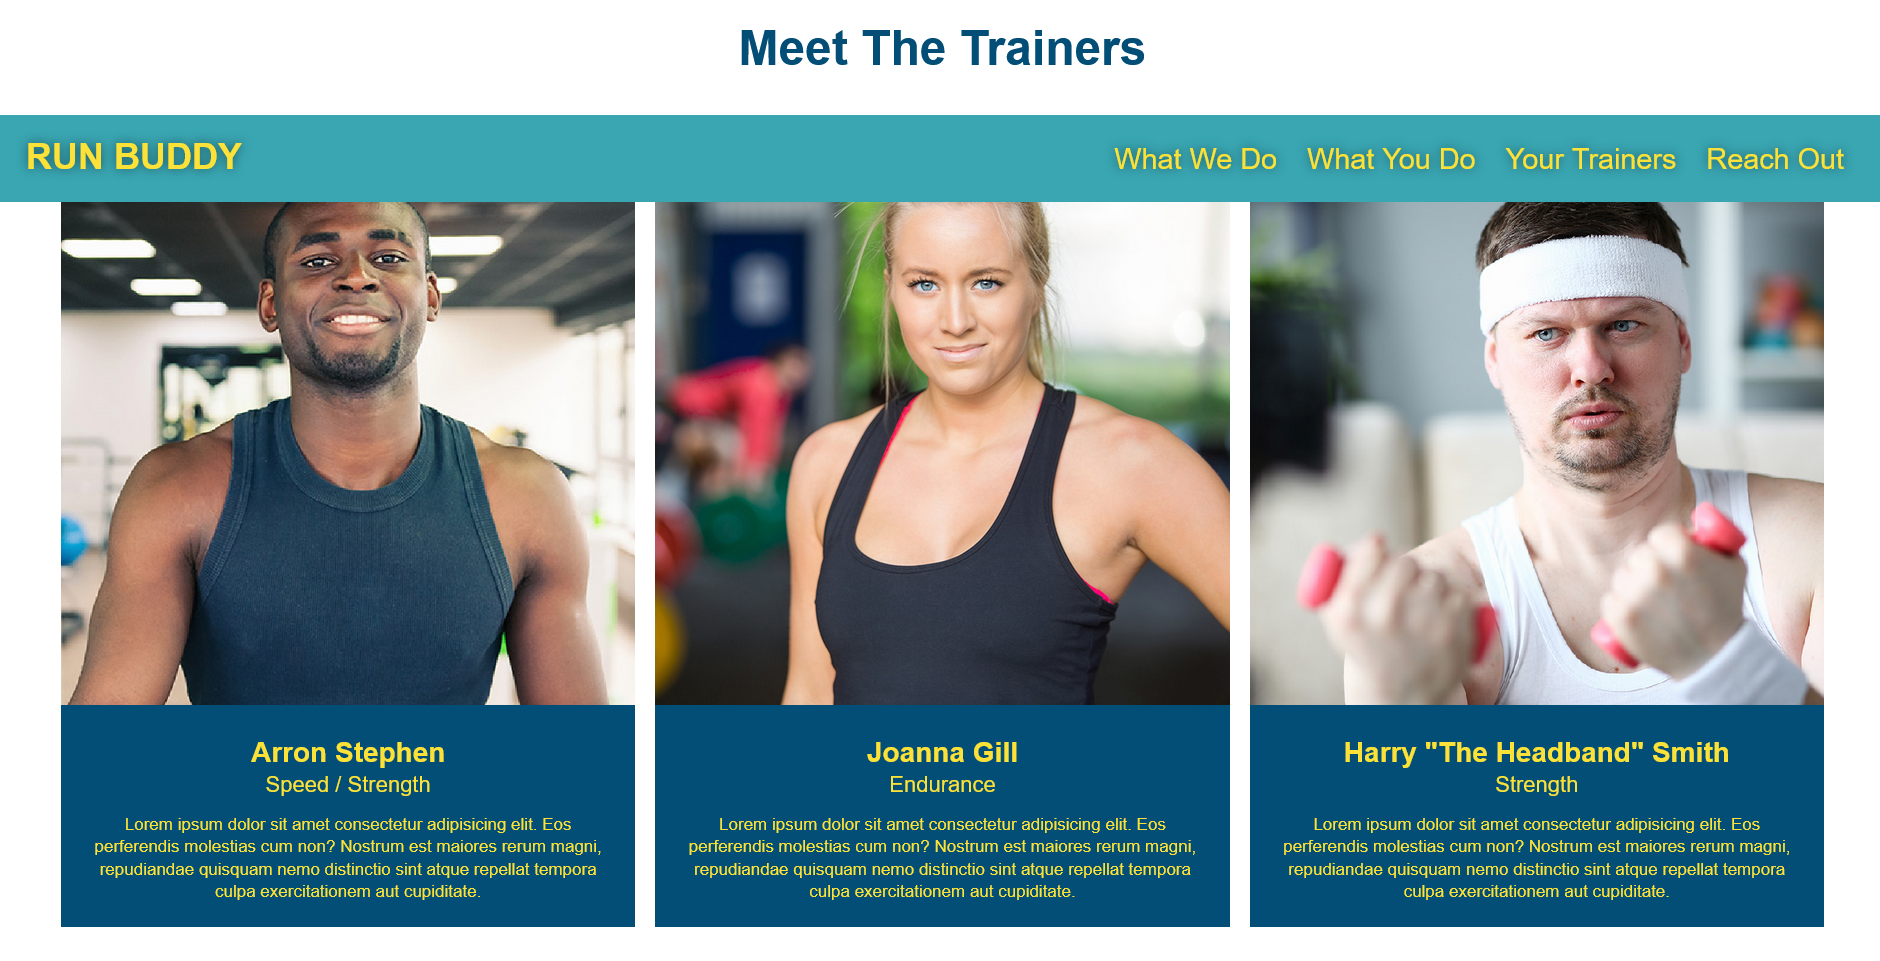 Meet The Trainers
RUN BUDDY
What We Do What You Do Your Trainers Reach Out
Arron Stephen
Speed / Strength
Lorem ipsum dolor sit amet consectetur adipisicing elit. Eos
perferendis molestias cum non? Nostrum est maiores rerum magni,
repudiandae quisquam nemo distinctio sint atque repellat tempora
culpa exercitationem aut cupiditate.
Joanna Gill
Endurance
Lorem ipsum dolor sit amet consectetur adipisicing elit. Eos
perferendis molestias cum non? Nostrum est maiores rerum magni,
repudiandae quisquam nemo distinctio sint atque repellat tempora
culpa exercitationem aut cupiditate.
Harry "The Headband" Smith
Strength
Lorem ipsum dolor sit amet consectetur adipisicing elit. Eos
perferendis molestias cum non? Nostrum est maiores rerum magni,
repudiandae quisquam nemo distinctio sint atque repellat tempora
culpa exercitationem aut cupiditate.